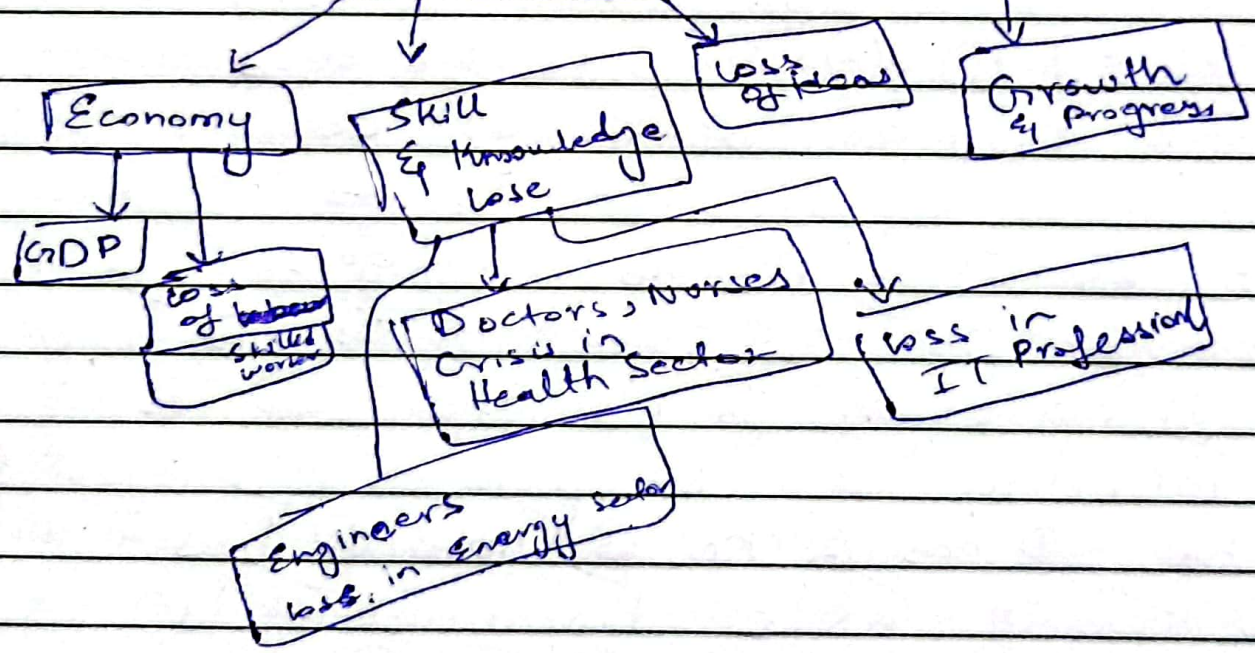 Economy
Skill
& Knowledge
Lose
Loss
of ideas
Growth
& Progress
GDP
Loss
of
Skilled
worker
Doctors, Nurses
Crisis in
Health Sector
Loss in
IT Profession
Engineers
loss in Energy Sector